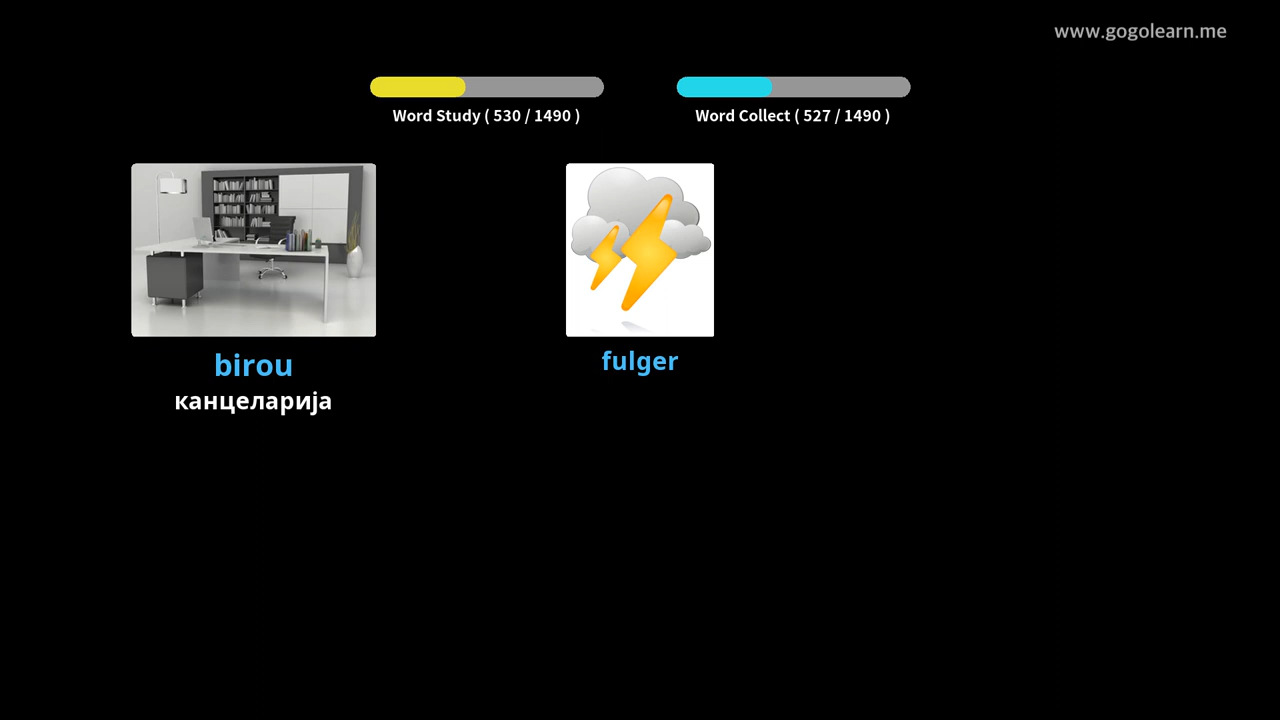 www.gogolearn.me
Word Study ( 530 / 1490 )
Word Collect ( 527 / 1490 )
birou
канцеларија
fulger